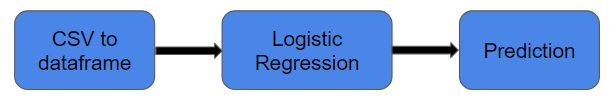 CSV to
dataframe
Logistic
Regression
Prediction